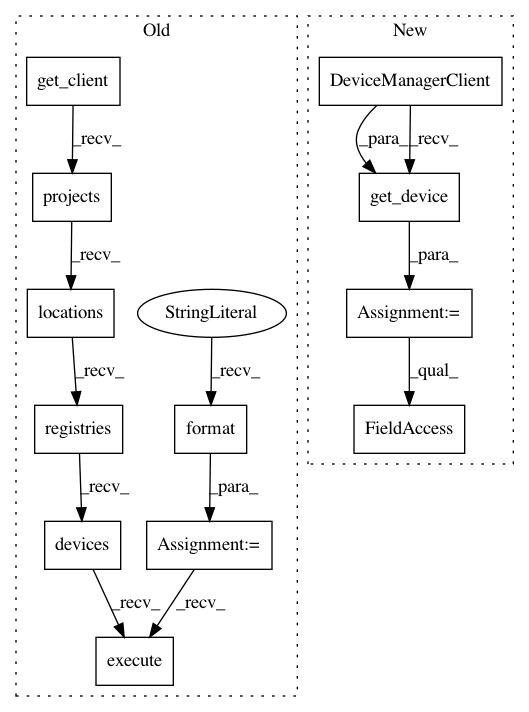 Old
New
get_client
DeviceManagerClient
_recv_
_para_
_recv_
projects
get_device
_recv_
_para_
locations
StringLiteral
Assignment:=
_recv_
_recv_
_qual_
registries
format
FieldAccess
_recv_
_para_
devices
Assignment:=
_recv_
_recv_
execute